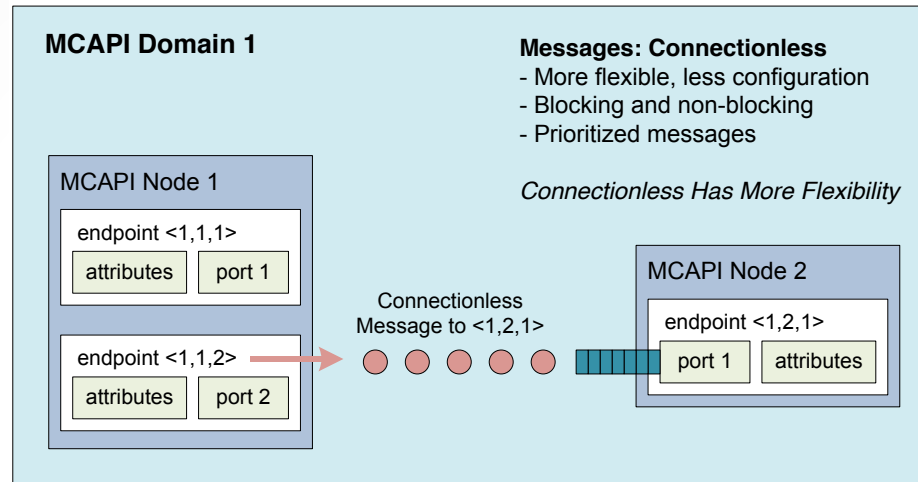 MCAPI Domain 1
Messages: Connectionless
- More flexible, less configuration
- Blocking and non-blocking
- Prioritized messages
Connectionless Has More Flexibility
MCAPI Node 1
endpoint <1,1,1>
attributes
port 1
endpoint <1,1,2>
attributes
port 2
Connectionless
Message to <1,2,1>
MCAPI Node 2
endpoint <1,2,1>
port 1
attributes